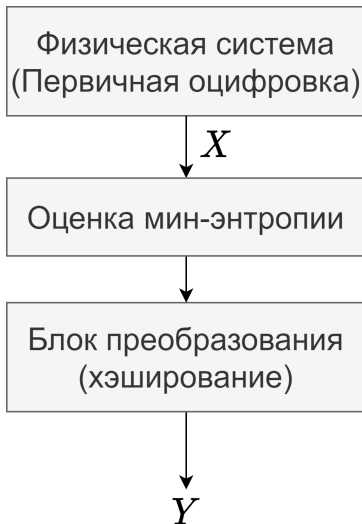 Физическая система
(Первичная оцифровка)
X
Оценка мин-энтропии
Блок преобразования
(хэширование)
Y